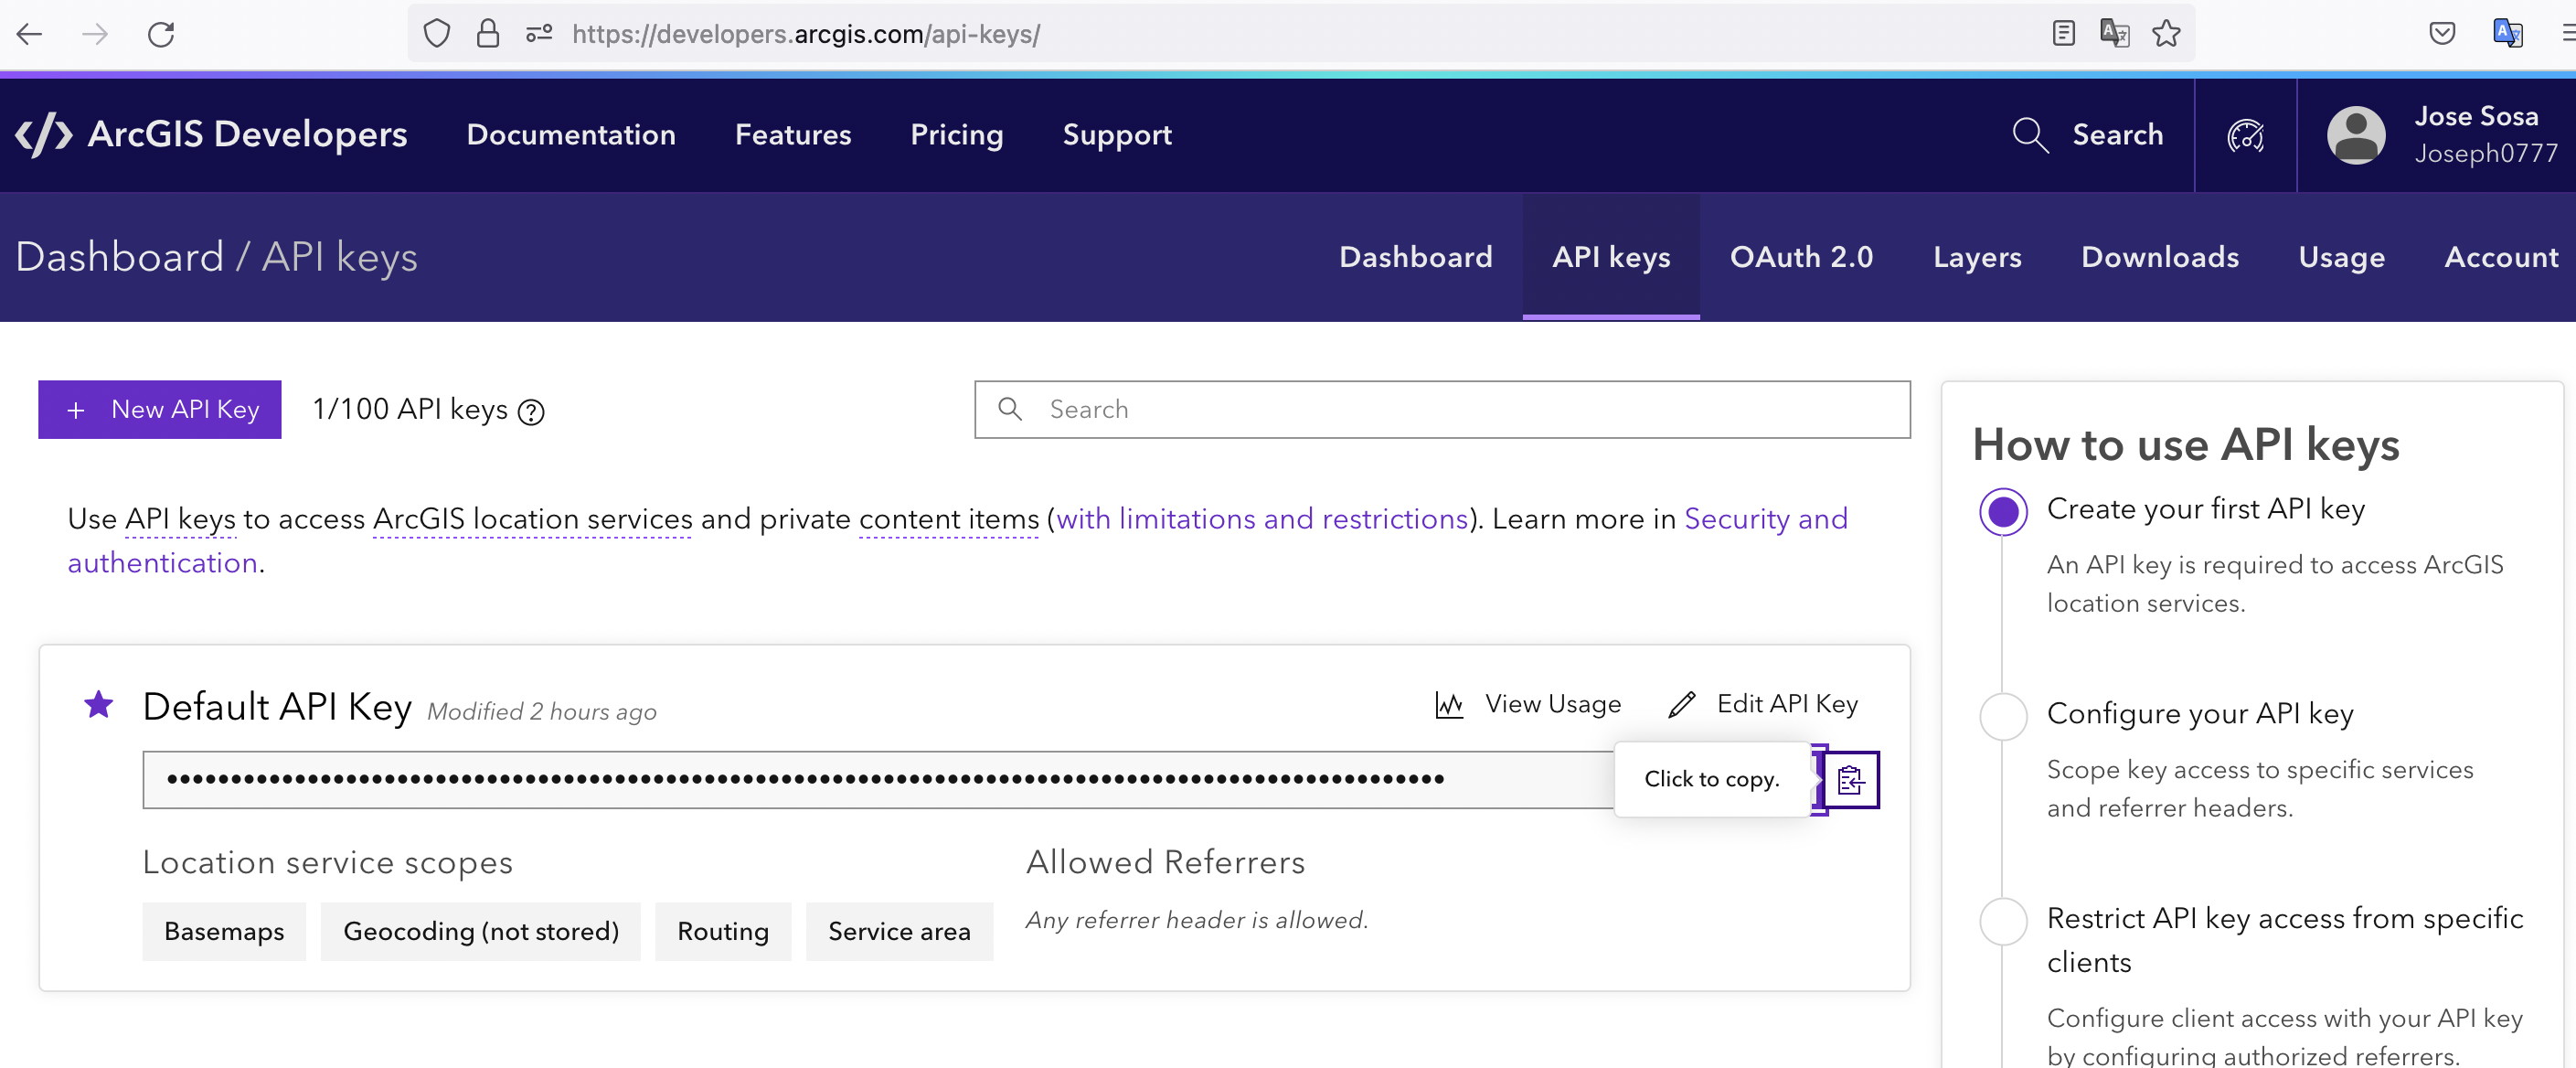 https://developers.arcgis.com/api-keys/
ArcGIS Developers Documentation Features Pricing Support Search Jose Sosa
Joseph0777
Dashboard / API keys Dashboard API keys OAuth 2.0 Layers Downloads Usage Account
+ New API Key 1/100 API keys ? Search
Use API keys to access ArcGIS location services and private content items (with limitations and restrictions). Learn more in Security and
authentication.
Default API Key Modified 2 hours ago View Usage Edit API Key
•••••••••••••••••••••••••••••••••••••••••••••••••••••••••••••••••••••••••••••••••••••••••••••••••••• Click to copy.
Location service scopes
Basemaps Geocoding (not stored) Routing Service area
Allowed Referrers
Any referrer header is allowed.
How to use API keys
Create your first API key
An API key is required to access ArcGIS
location services.
Configure your API key
Scope key access to specific services
and referrer headers.
Restrict API key access from specific
clients
Configure client access with your API key
by configuring authorized referrers.